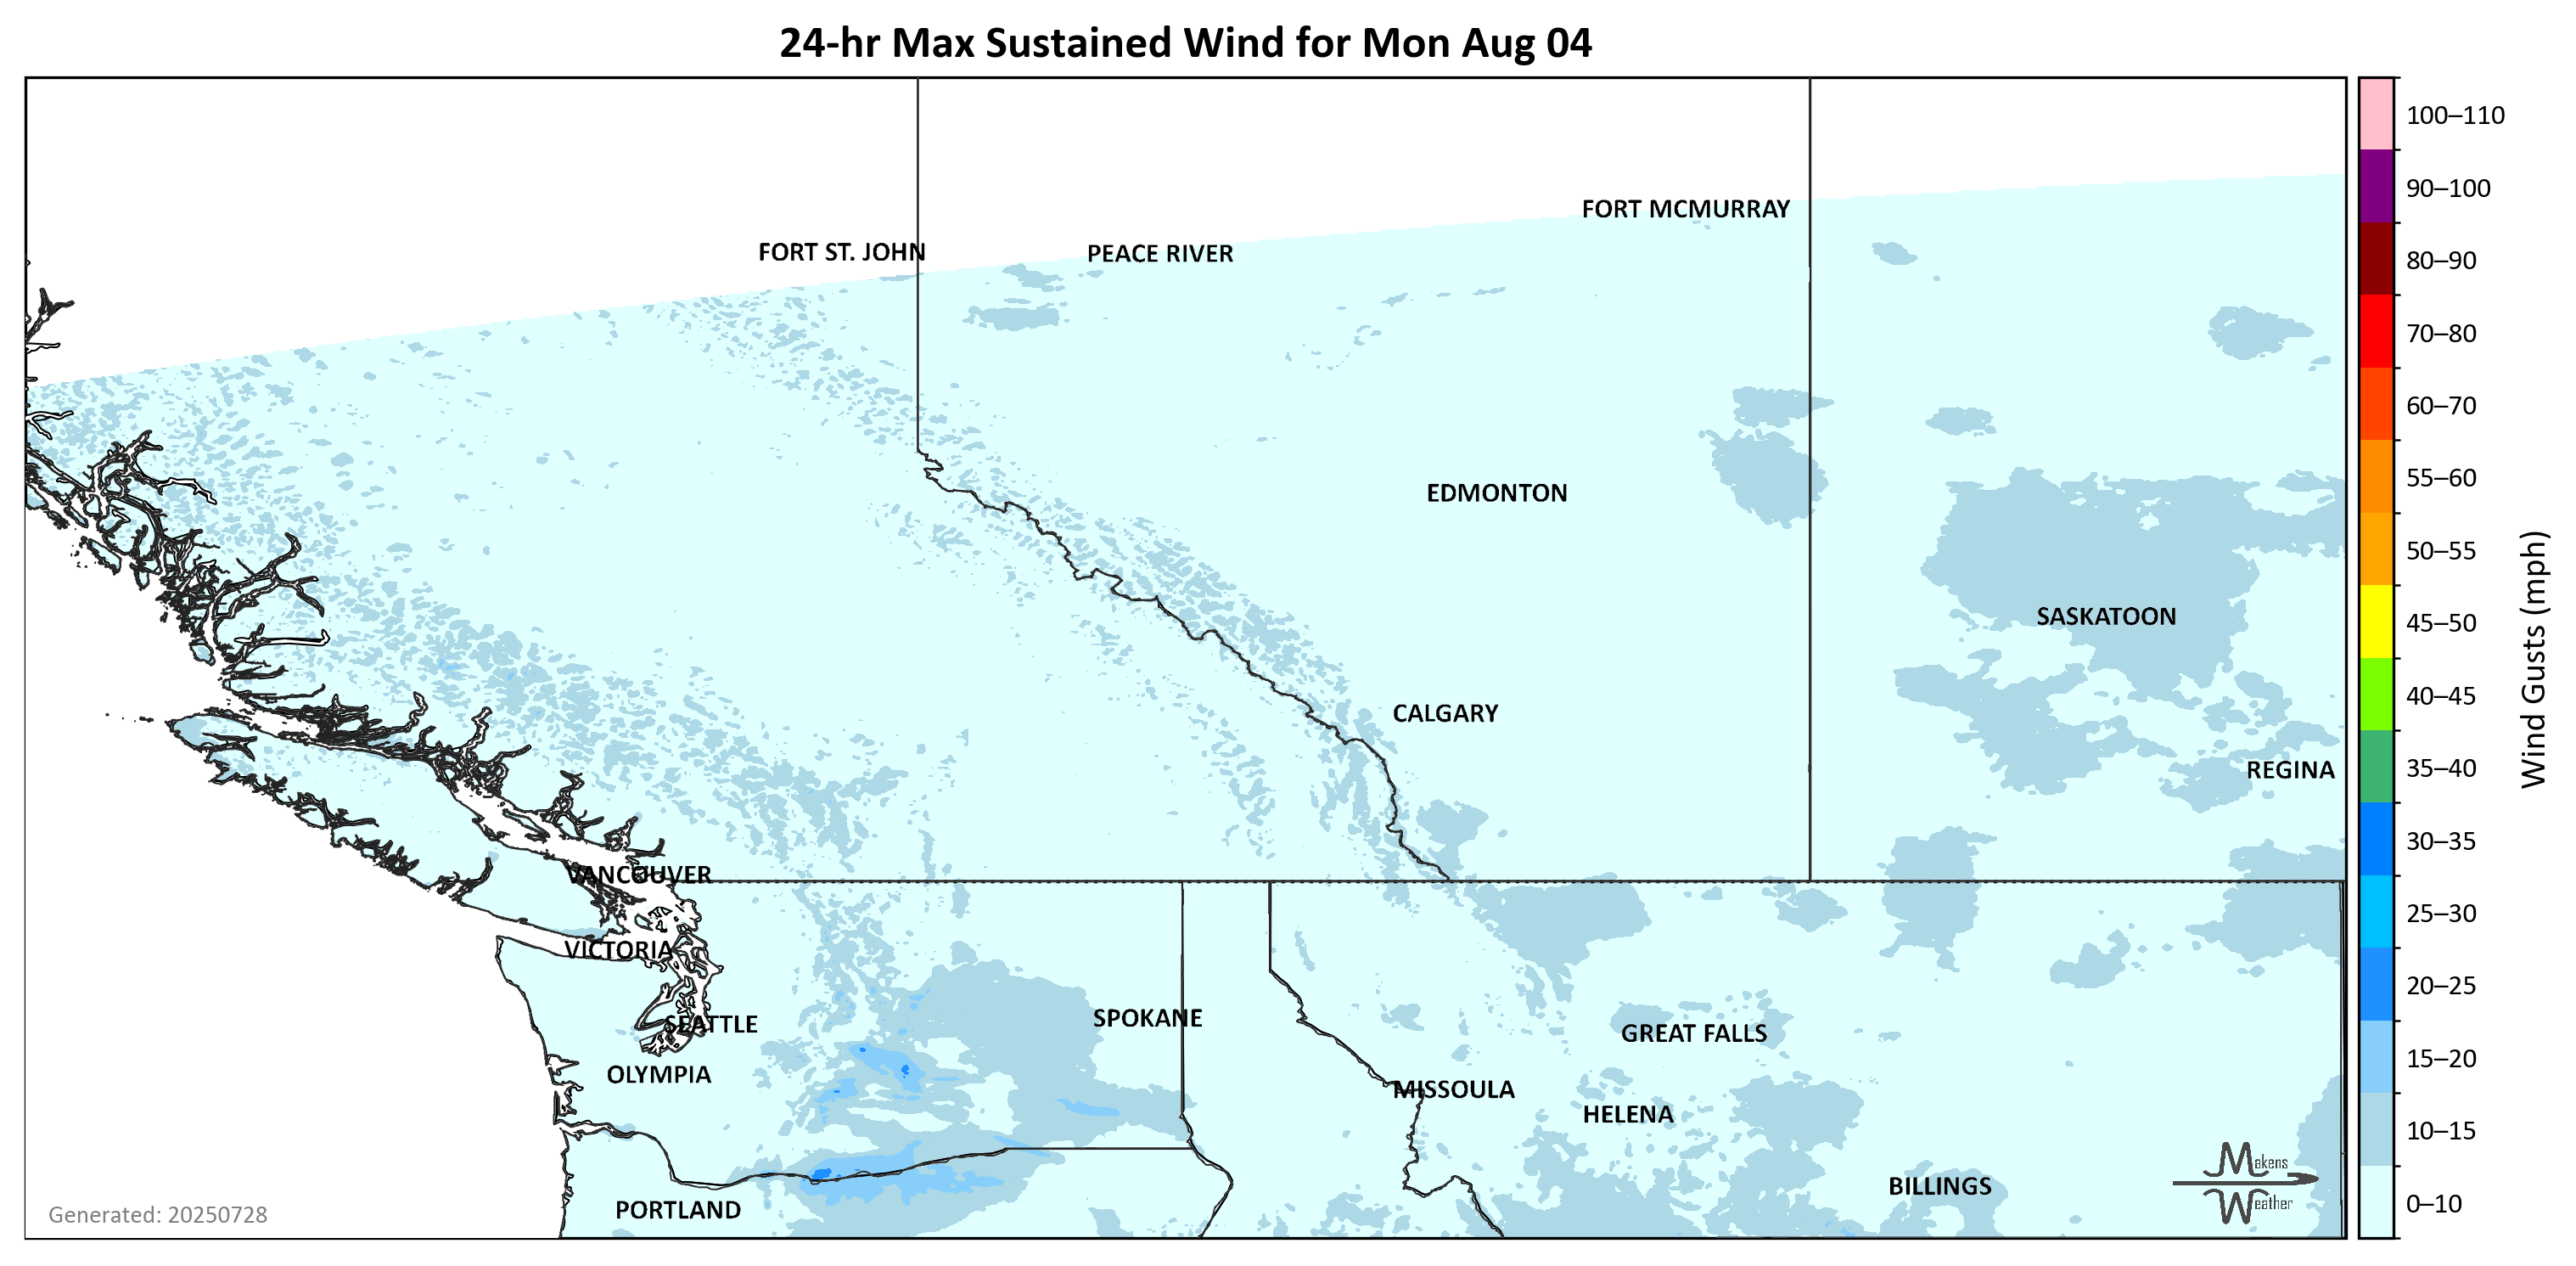 24-hr Max Sustained Wind for Mon Aug 04
100–110
90–100
80–90
70–80
60–70
55–60
50–55
45–50
40–45
35–40
30–35
25–30
20–25
15–20
10–15
0–10
Wind Gusts (mph)
FORT MCMURRAY
FORT ST. JOHN
PEACE RIVER
EDMONTON
SASKATOON
CALGARY
REGINA
VANCOUVER
VICTORIA
SEATTLE
SPOKANE
GREAT FALLS
OLYMPIA
MISSOULA
HELENA
BILLINGS
PORTLAND
Makens
Weather
Generated: 20250728